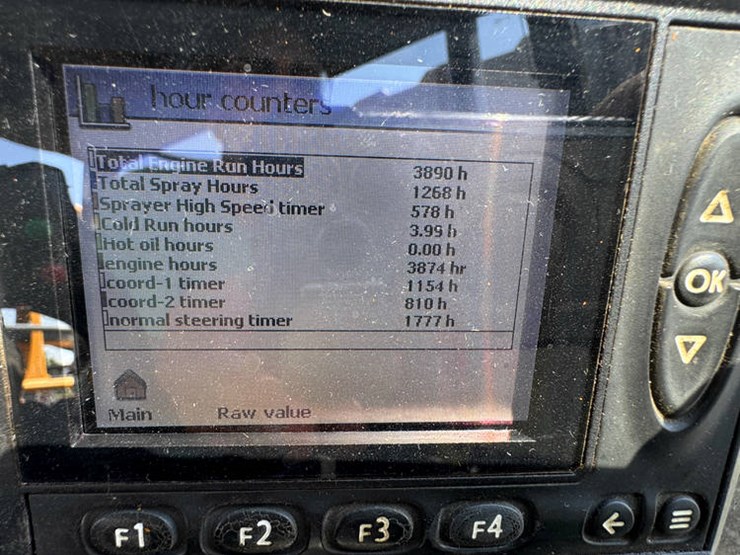 hour counters
Total Engine Run Hours 3890 h
Total Spray Hours 1268 h
Sprayer High Speed timer 578 h
Cold Run hours 3.99 h
Hot oil hours 0.00 h
engine hours 3874 hr
coord-1 timer 1154 h
coord-2 timer 810 h
normal steering timer 1777 h
Main Raw value
OK
F1 F2 F3 F4